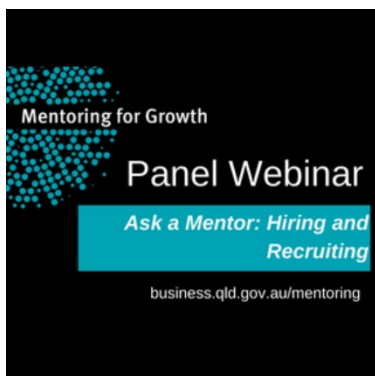 Mentoring for Growth
Panel Webinar
Ask a Mentor: Hiring and
Recruiting
business.qld.gov.au/mentoring